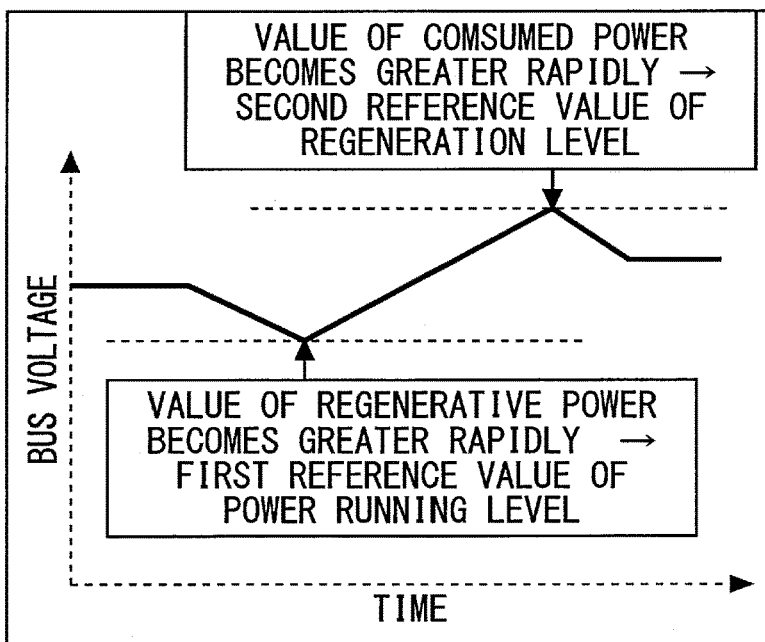 VALUE OF COMSUMED POWER
BECOMES GREATER RAPIDLY →
SECOND REFERENCE VALUE OF
REGENERATION LEVEL
BUS VOLTAGE
VALUE OF REGENERATIVE POWER
BECOMES GREATER RAPIDLY →
FIRST REFERENCE VALUE OF
POWER RUNNING LEVEL
TIME